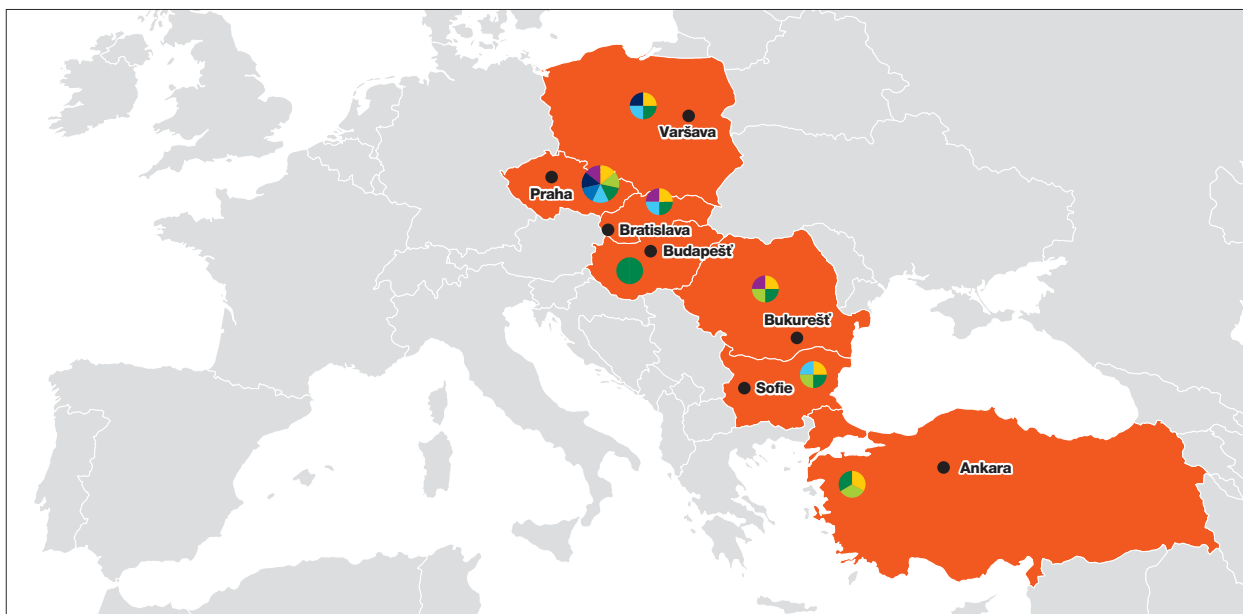 Varšava
Praha
Bratislava
Budapešť
Bukurešť
Sofie
Ankara